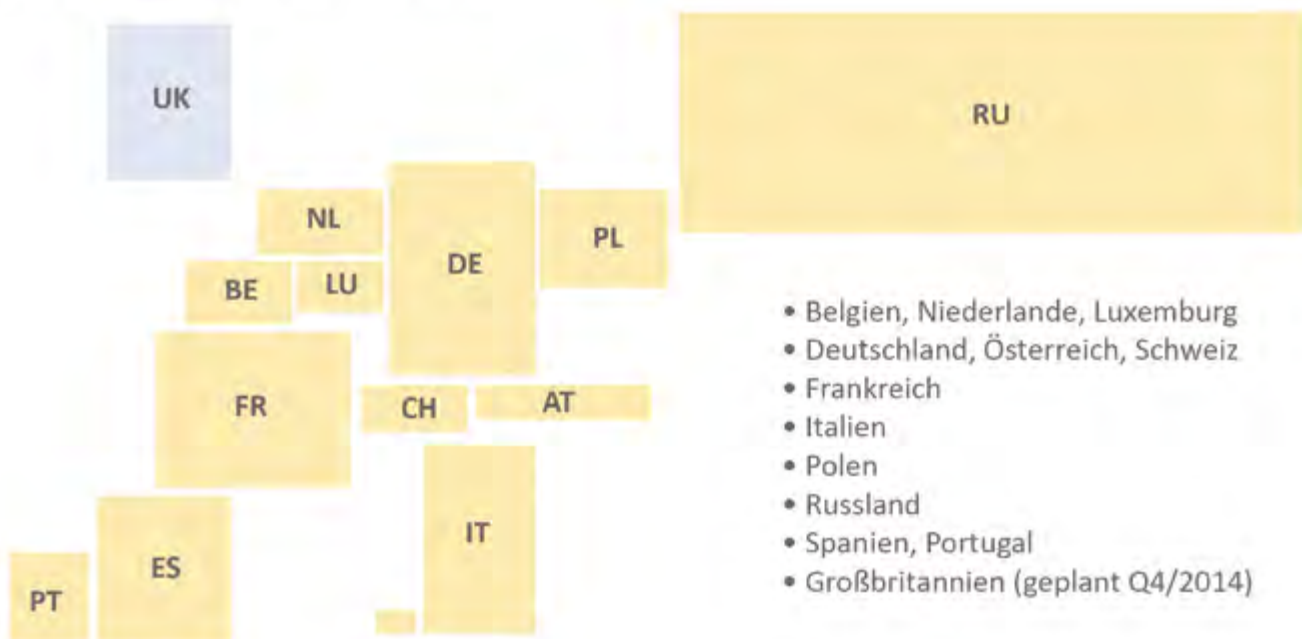 UK
RU
NL
DE
PL
BE
LU
FR
CH
AT
IT
ES
PT
• Belgien, Niederlande, Luxemburg
• Deutschland, Österreich, Schweiz
• Frankreich
• Italien
• Polen
• Russland
• Spanien, Portugal
• Großbritannien (geplant Q4/2014)